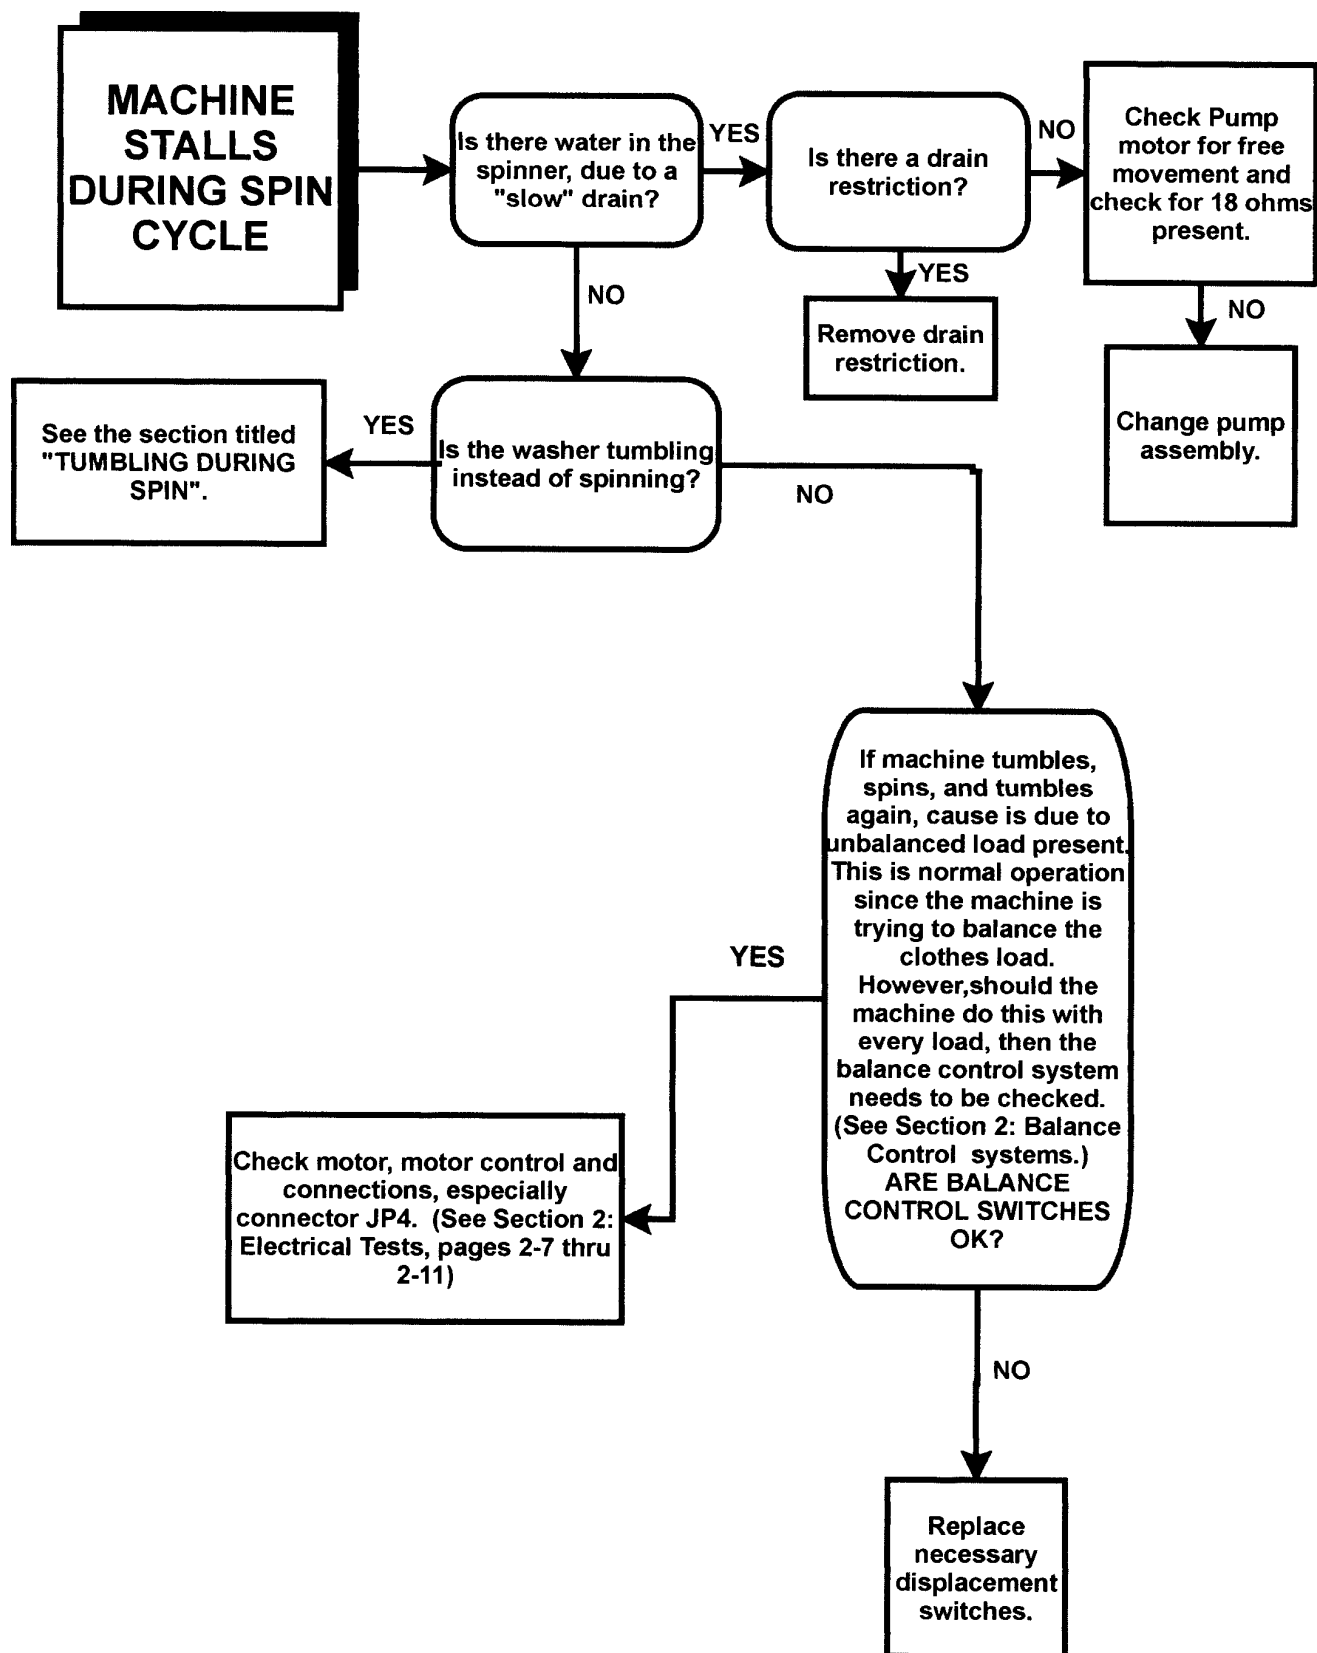 MACHINE
STALLS
DURING SPIN
CYCLE
Is there water in the
spinner, due to a
"slow" drain?
YES
Is there a drain
restriction?
NO
Check Pump
motor for free
movement and
check for 18 ohms
present.
NO
YES
NO
Remove drain
restriction.
Change pump
assembly.
See the section titled
"TUMBLING DURING
SPIN".
YES
Is the washer tumbling
instead of spinning?
NO
If machine tumbles,
spins, and tumbles
again, cause is due to
unbalanced load present.
This is normal operation
since the machine is
trying to balance the
clothes load.
However,should the
machine do this with
every load, then the
balance control system
needs to be checked.
(See Section 2: Balance
Control systems.)
ARE BALANCE
CONTROL SWITCHES
OK?
YES
Check motor, motor control and
connections, especially
connector JP4. (See Section 2:
Electrical Tests, pages 2-7 thru
2-11)
NO
Replace
necessary
displacement
switches.